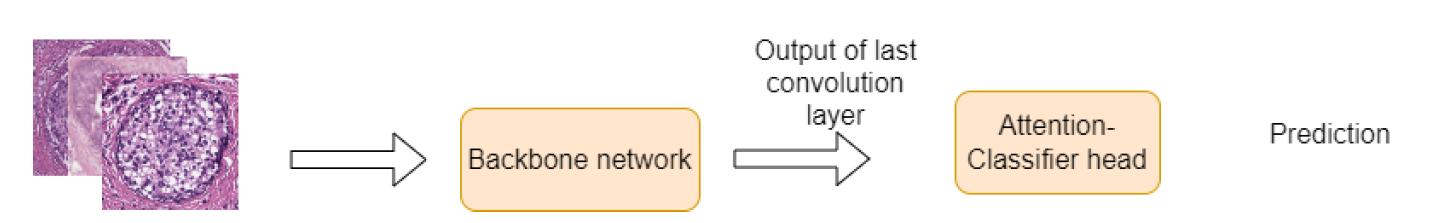 Backbone network
Output of last
convolution
layer
Attention-
Classifier head
Prediction